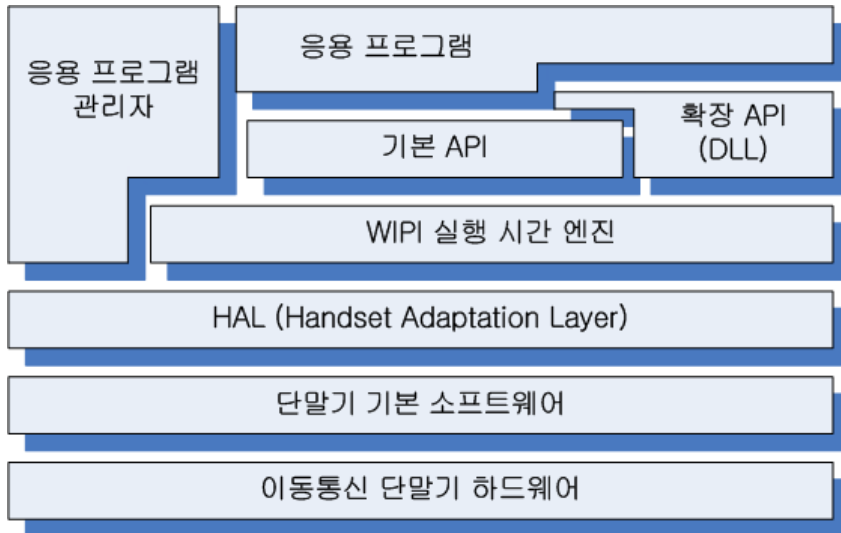 응용 프로그램
관리자
응용 프로그램
기본 API
확장 API
(DLL)
WIPI 실행 시간 엔진
HAL (Handset Adaptation Layer)
단말기 기본 소프트웨어
이동통신 단말기 하드웨어